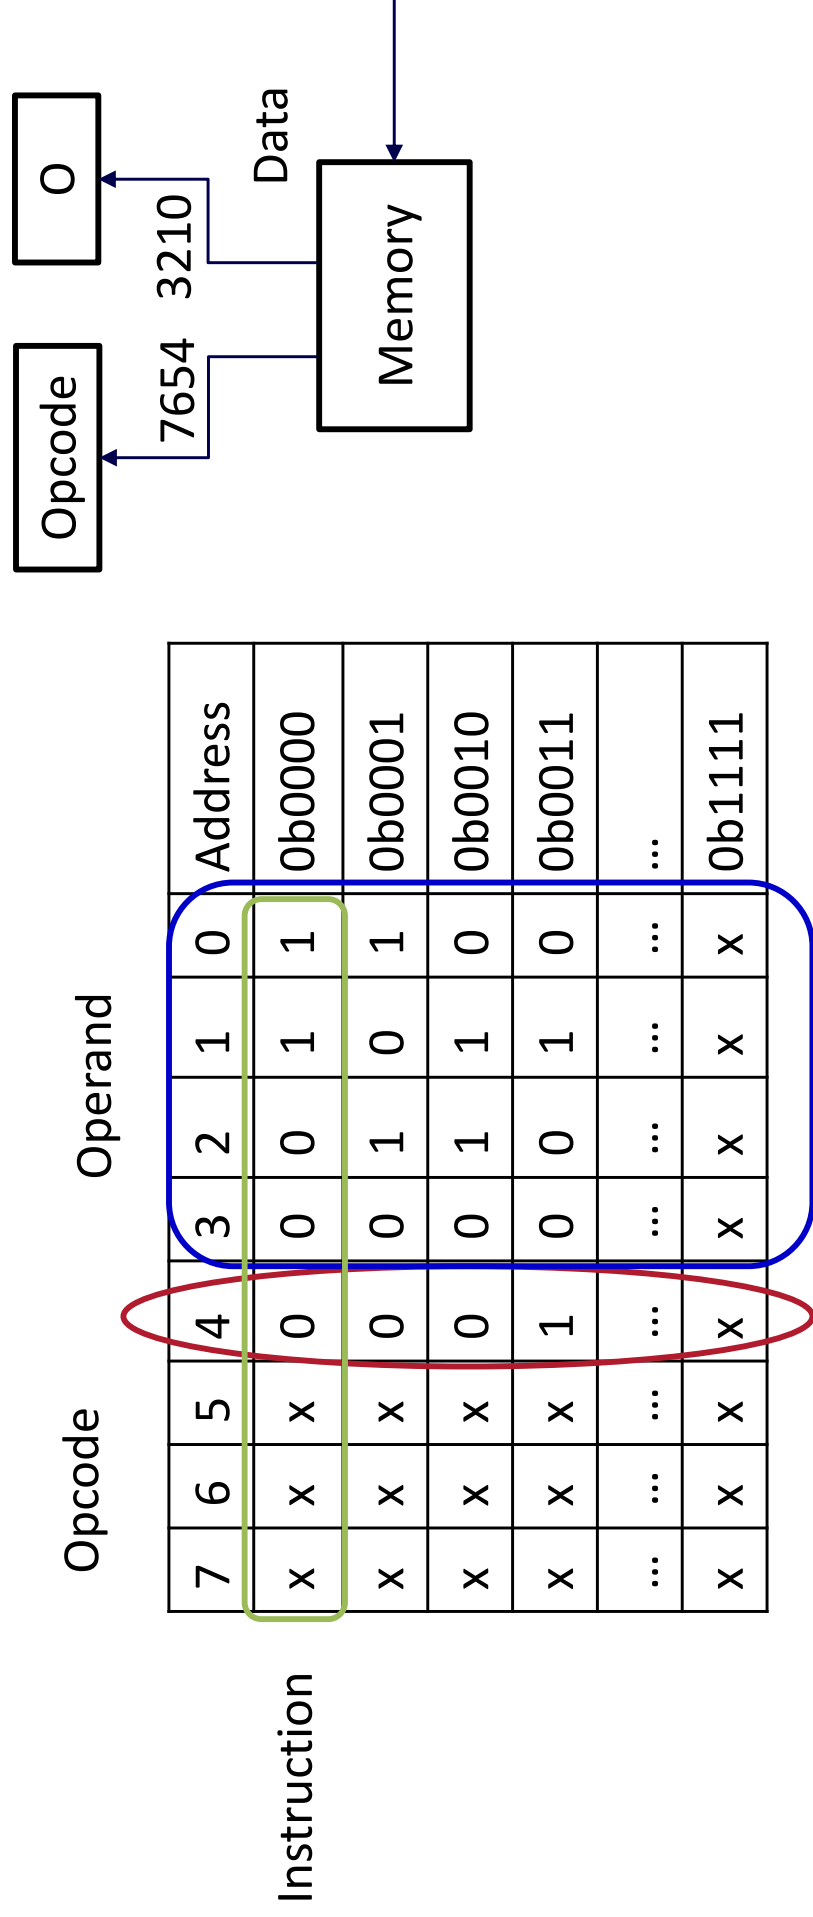 Opcode
O
7654
3210
Data
Memory
Opcode
Operand
7 6 5 4 3 2 1 0 Address
Instruction
x x x 0 0 0 1 1 0b0000
x x x 0 0 1 0 1 0b0001
x x x 0 0 1 1 0 0b0010
x x x 1 0 0 1 0 0b0011
... ... ... ... ... ... ... ... ...
x x x x x x x x 0b1111